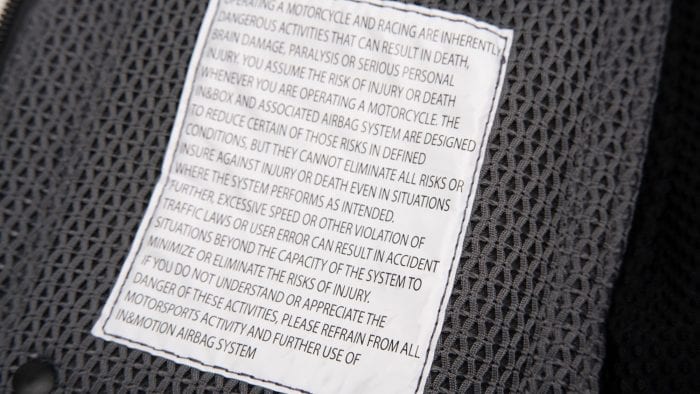 OPERATING A MOTORCYCLE AND RACING ARE INHERENTLY
DANGEROUS ACTIVITIES THAT CAN RESULT IN DEATH,
BRAIN DAMAGE, PARALYSIS OR SERIOUS PERSONAL
INJURY. YOU ASSUME THE RISK OF INJURY OR DEATH
WHENEVER YOU ARE OPERATING A MOTORCYCLE. THE
IN&BOX AND ASSOCIATED AIRBAG SYSTEM ARE DESIGNED
TO REDUCE CERTAIN OF THOSE RISKS IN DEFINED
CONDITIONS, BUT THEY CANNOT ELIMINATE ALL RISKS OR
INSURE AGAINST INJURY OR DEATH EVEN IN SITUATIONS
WHERE THE SYSTEM PERFORMS AS INTENDED.
FURTHER, EXCESSIVE SPEED OR OTHER VIOLATION OF
TRAFFIC LAWS OR USER ERROR CAN RESULT IN ACCIDENT
SITUATIONS BEYOND THE CAPACITY OF THE SYSTEM TO
MINIMIZE OR ELIMINATE THE RISKS OF INJURY.
IF YOU DO NOT UNDERSTAND OR APPRECIATE THE
DANGER OF THESE ACTIVITIES, PLEASE REFRAIN FROM ALL
MOTORSPORTS ACTIVITY AND FURTHER USE OF
IN&MOTION AIRBAG SYSTEM